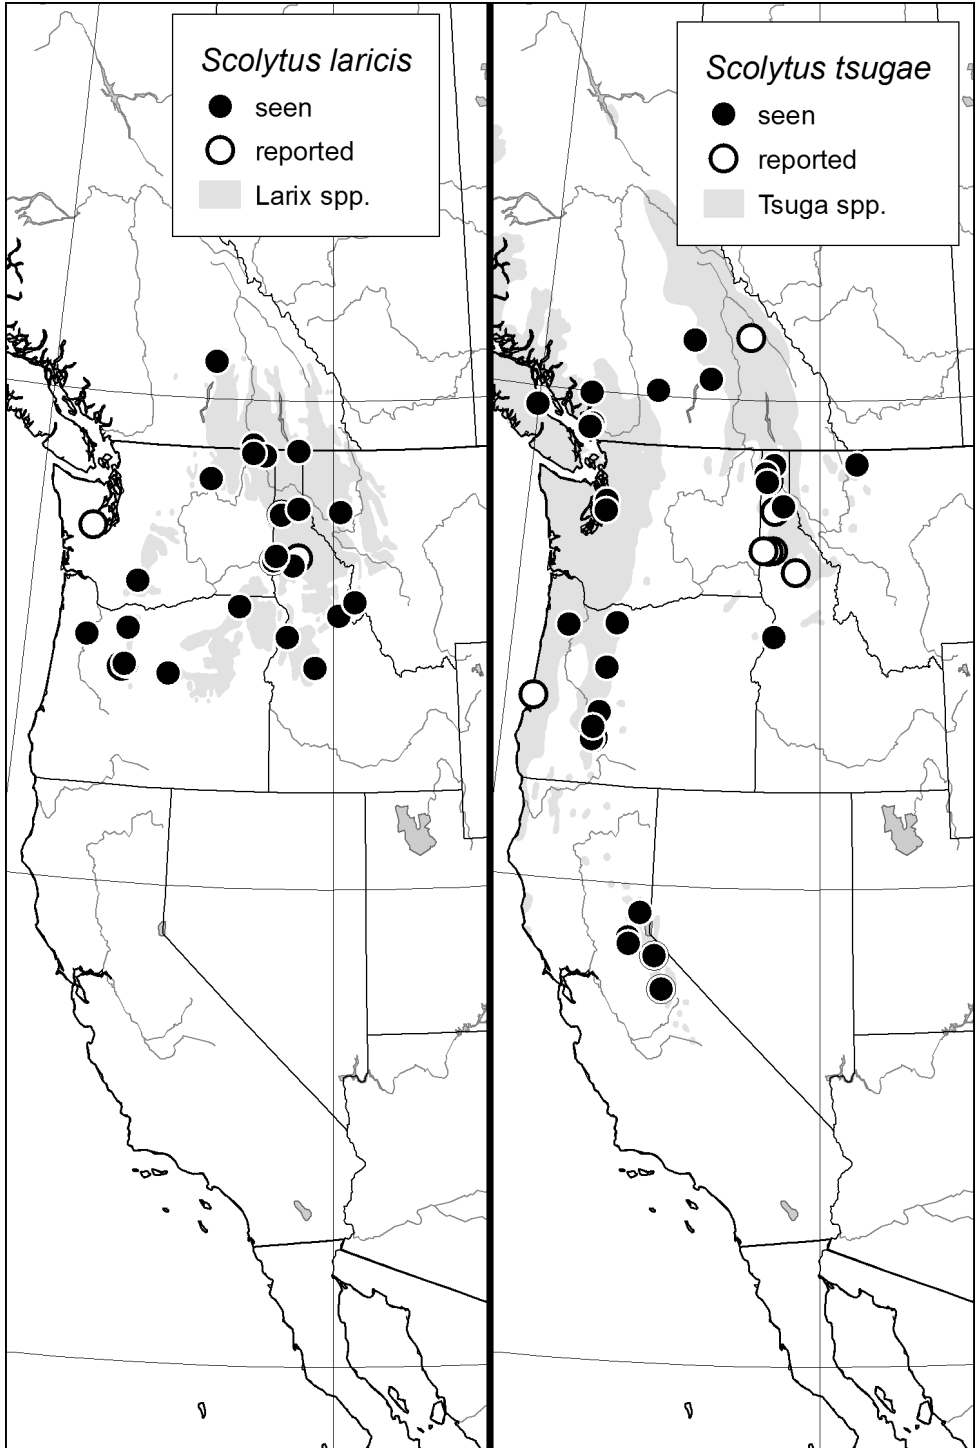 Scolytus laricis
seen
reported
Larix spp.
Scolytus tsugae
seen
reported
Tsuga spp.